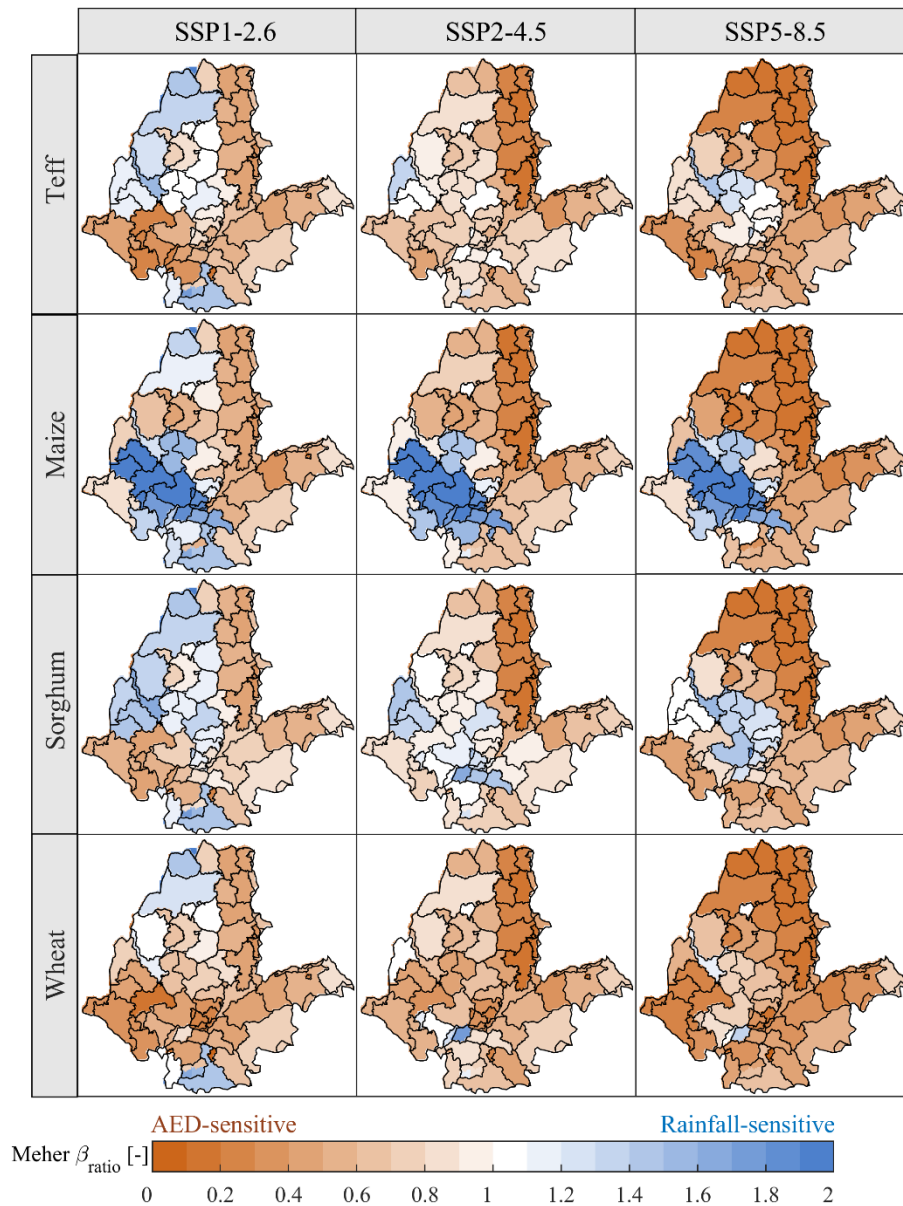 SSP1-2.6 SSP2-4.5 SSP5-8.5
Teff
Maize
Sorghum
Wheat
AED-sensitive Rainfall-sensitive
Meher β_ratio [-]
0 0.2 0.4 0.6 0.8 1 1.2 1.4 1.6 1.8 2